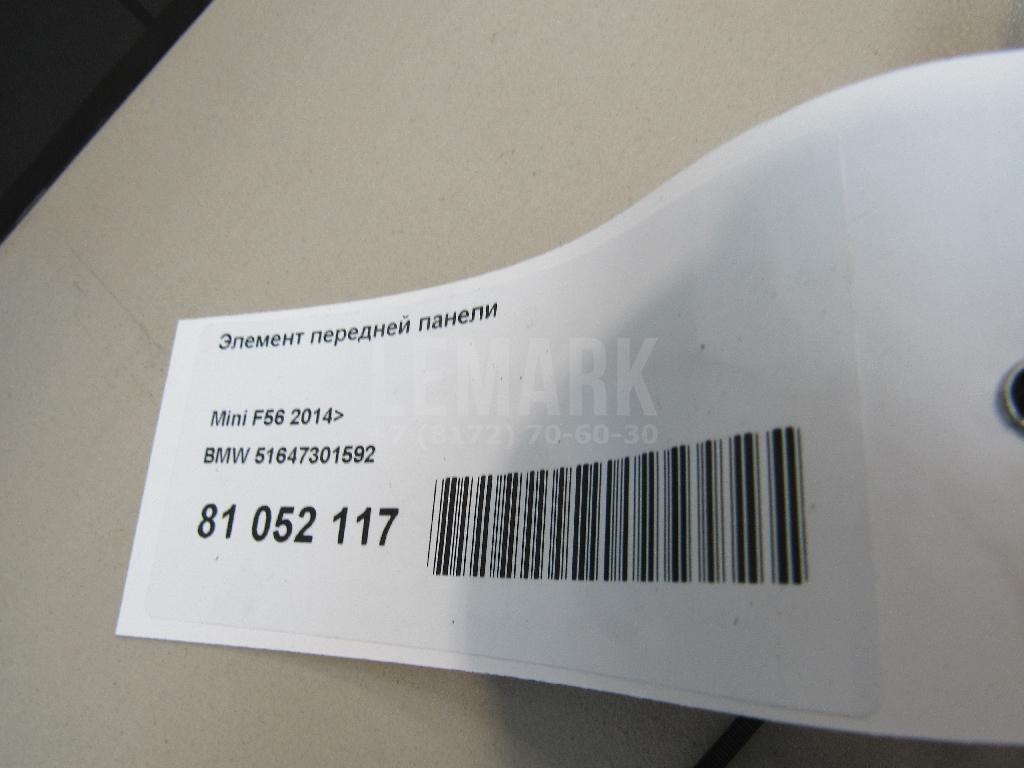 Элемент передней панели
LEMARK
+7 (8172) 70-60-30
Mini F56 2014>
BMW 51647301592
81 052 117